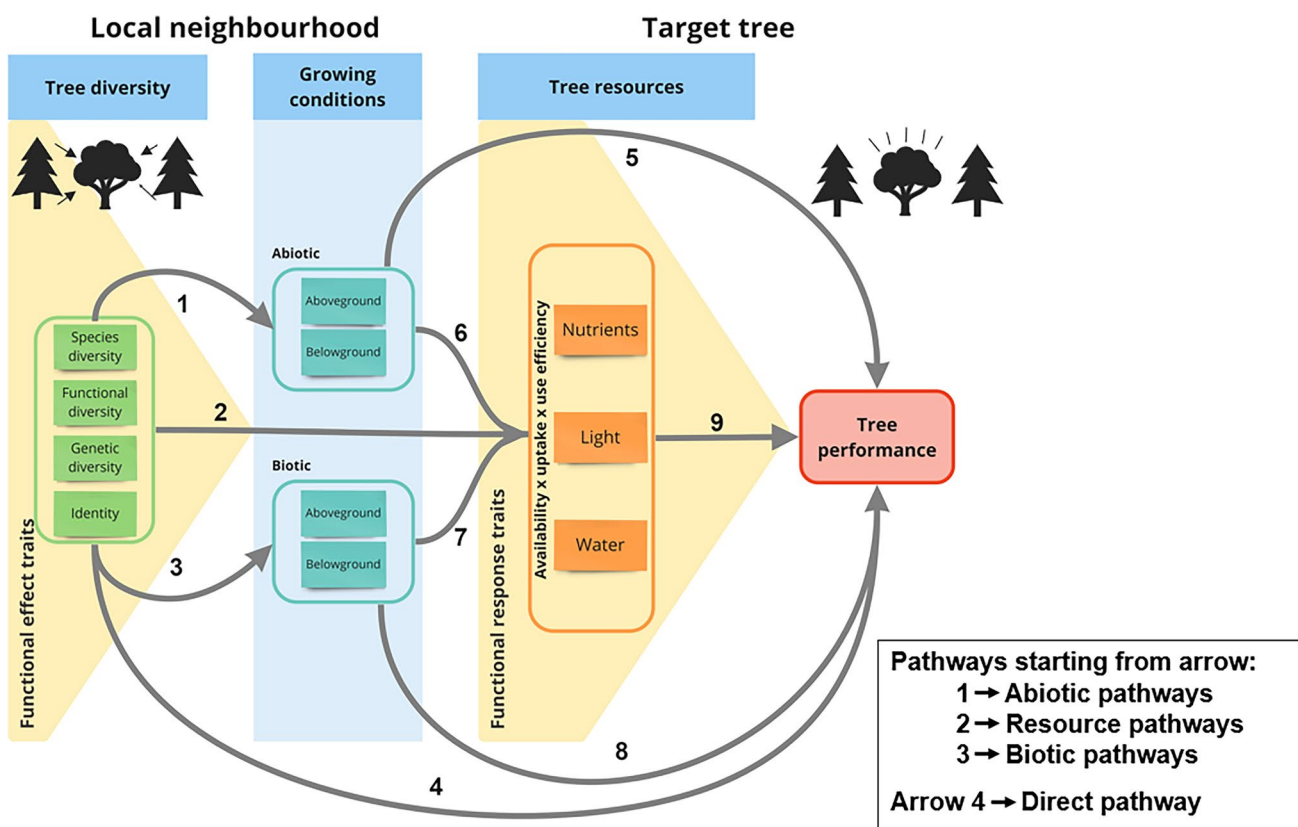 Local neighbourhood
Target tree
Tree diversity
Growing
conditions
Tree resources
Functional effect traits
Species
diversity
Functional
diversity
Genetic
diversity
Identity
1
2
3
4
Abiotic
Aboveground
Belowground
Biotic
Aboveground
Belowground
5
6
7
8
Functional response traits
Availability x uptake x use efficiency
Nutrients
Light
Water
9
Tree
performance
Pathways starting from arrow:
1 → Abiotic pathways
2 → Resource pathways
3 → Biotic pathways
Arrow 4 → Direct pathway